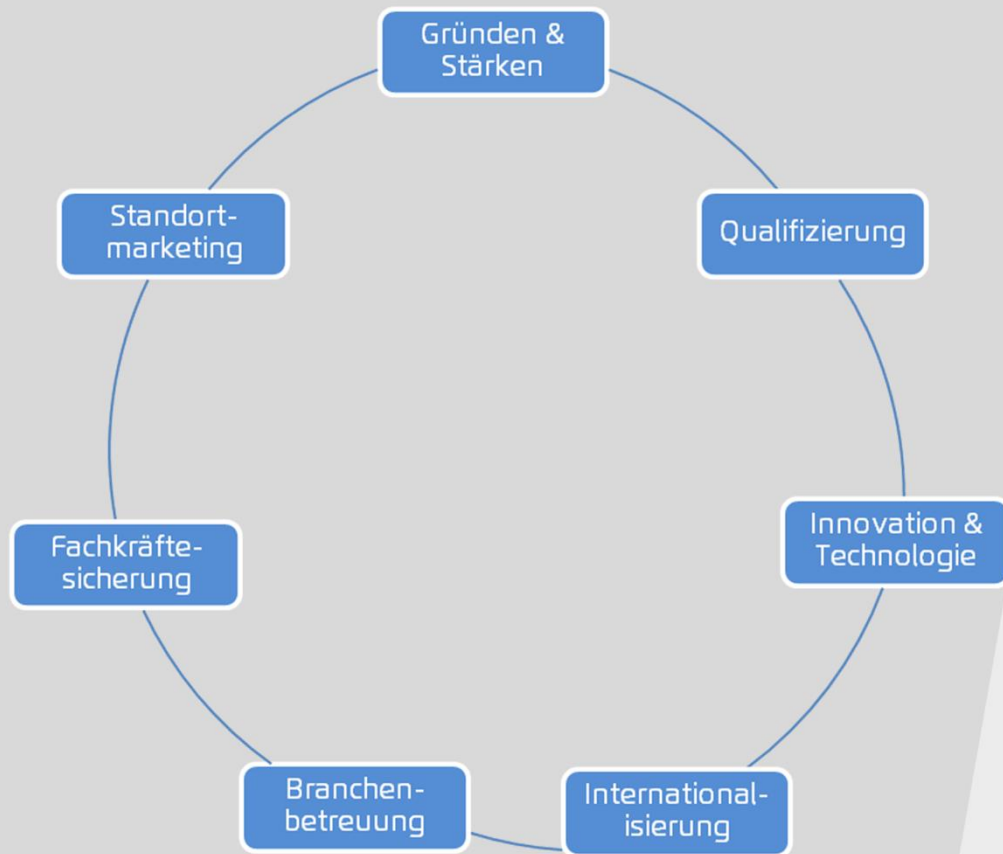 Gründen &
Stärken
Qualifizierung
Innovation &
Technologie
International-
isierung
Branchen-
betreuung
Fachkräfte-
sicherung
Standort-
marketing